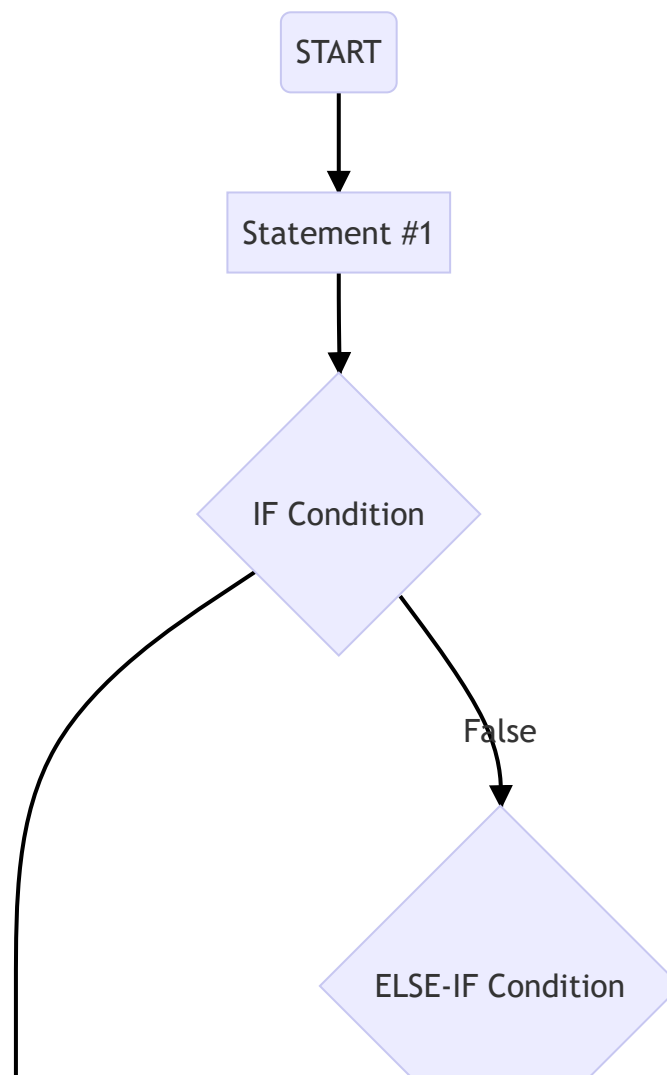 START
Statement #1
IF Condition
False
ELSE-IF Condition